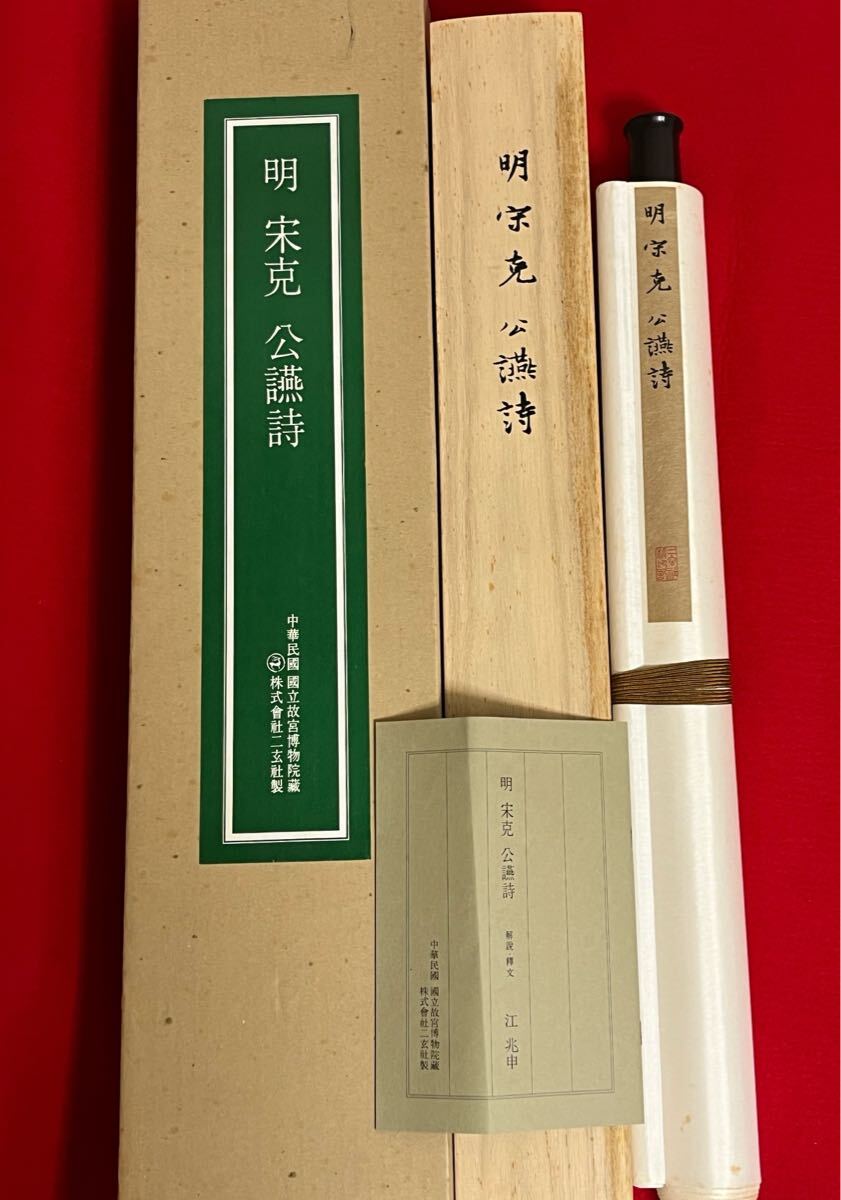 明 宋克 公讌詩
中華民國 國立故宮博物院藏
株式會社二玄社製
明宋克 公讌詩
明宋克 公讌詩
明 宋克 公讌詩
解說・釋文 江兆申
中華民國 國立故宮博物院藏
株式會社二玄社製